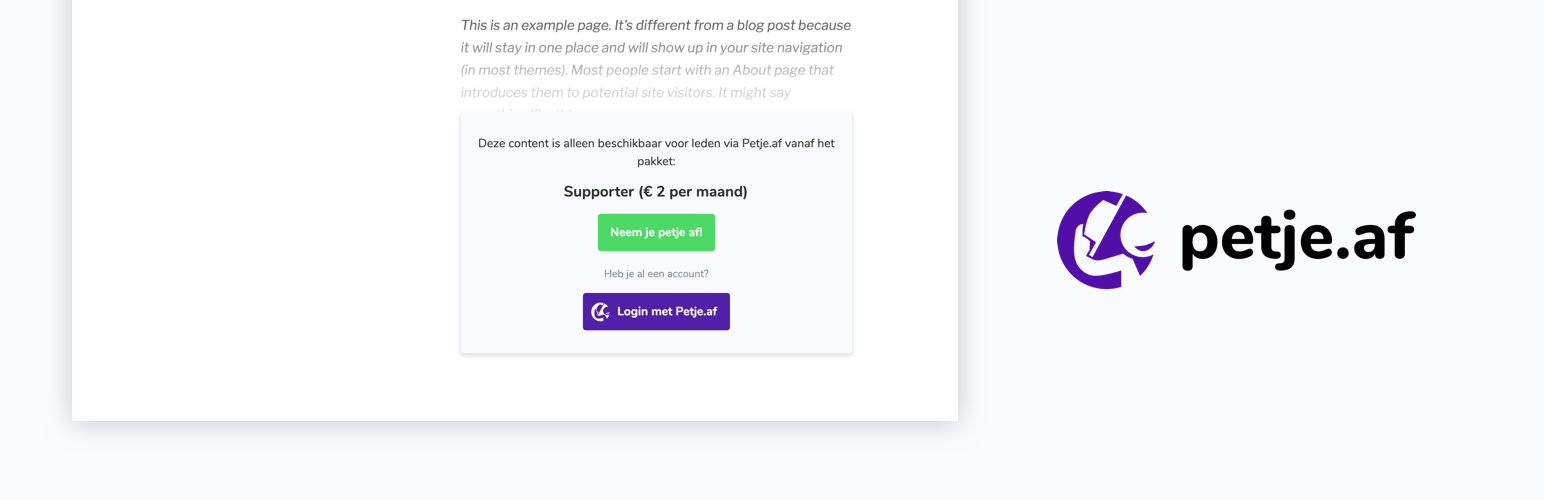 This is an example page. It's different from a blog post because
it will stay in one place and will show up in your site navigation
(in most themes). Most people start with an About page that
introduces them to potential site visitors. It might say
Deze content is alleen beschikbaar voor leden via Petje.af vanaf het
pakket:
Supporter (€ 2 per maand)
Neem je petje af!
Heb je al een account?
Login met Petje.af
petje.af